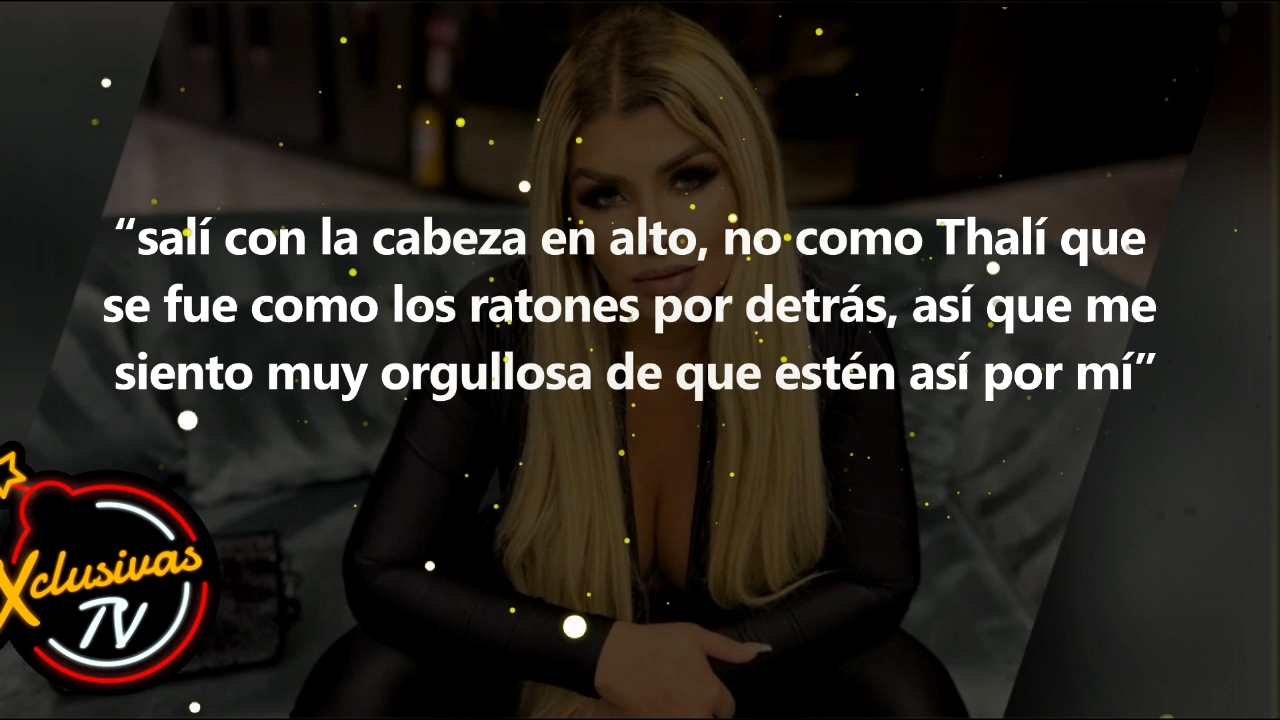 “salí con la cabeza en alto, no como Thalí que
se fue como los ratones por detrás, así que me
siento muy orgullosa de que estén así por mí”
Xclusivas
TV